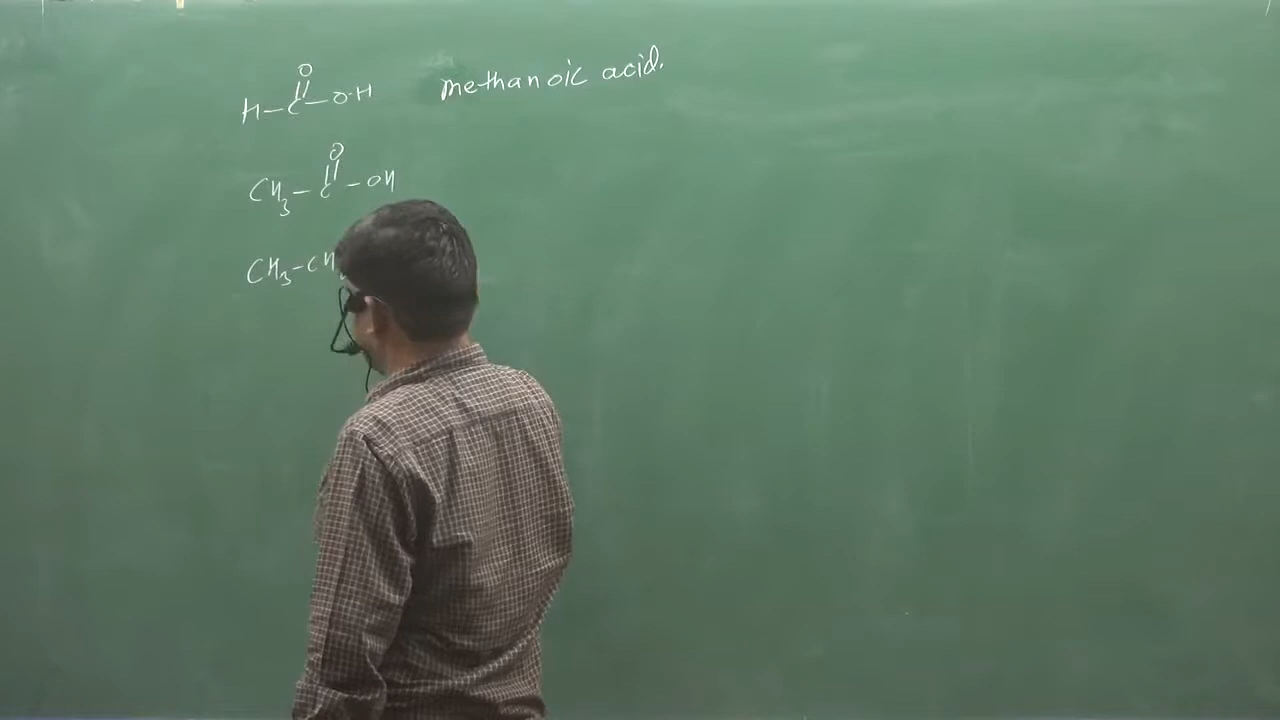 O
H-C-O-H methanoic acid.
O
CH3-C-OH
CH3-CH